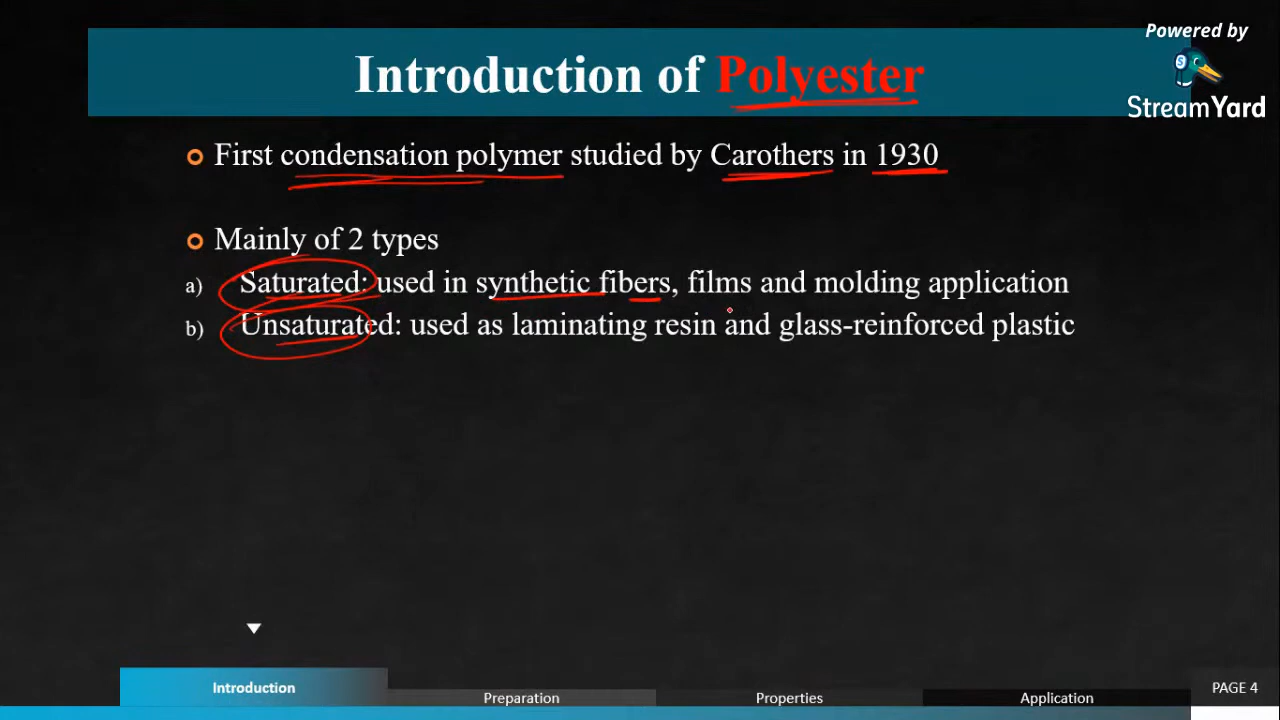 Powered by
StreamYard
Introduction of Polyester
First condensation polymer studied by Carothers in 1930
Mainly of 2 types
a) Saturated: used in synthetic fibers, films and molding application
b) Unsaturated: used as laminating resin and glass-reinforced plastic
Introduction
Preparation
Properties
Application
PAGE 4